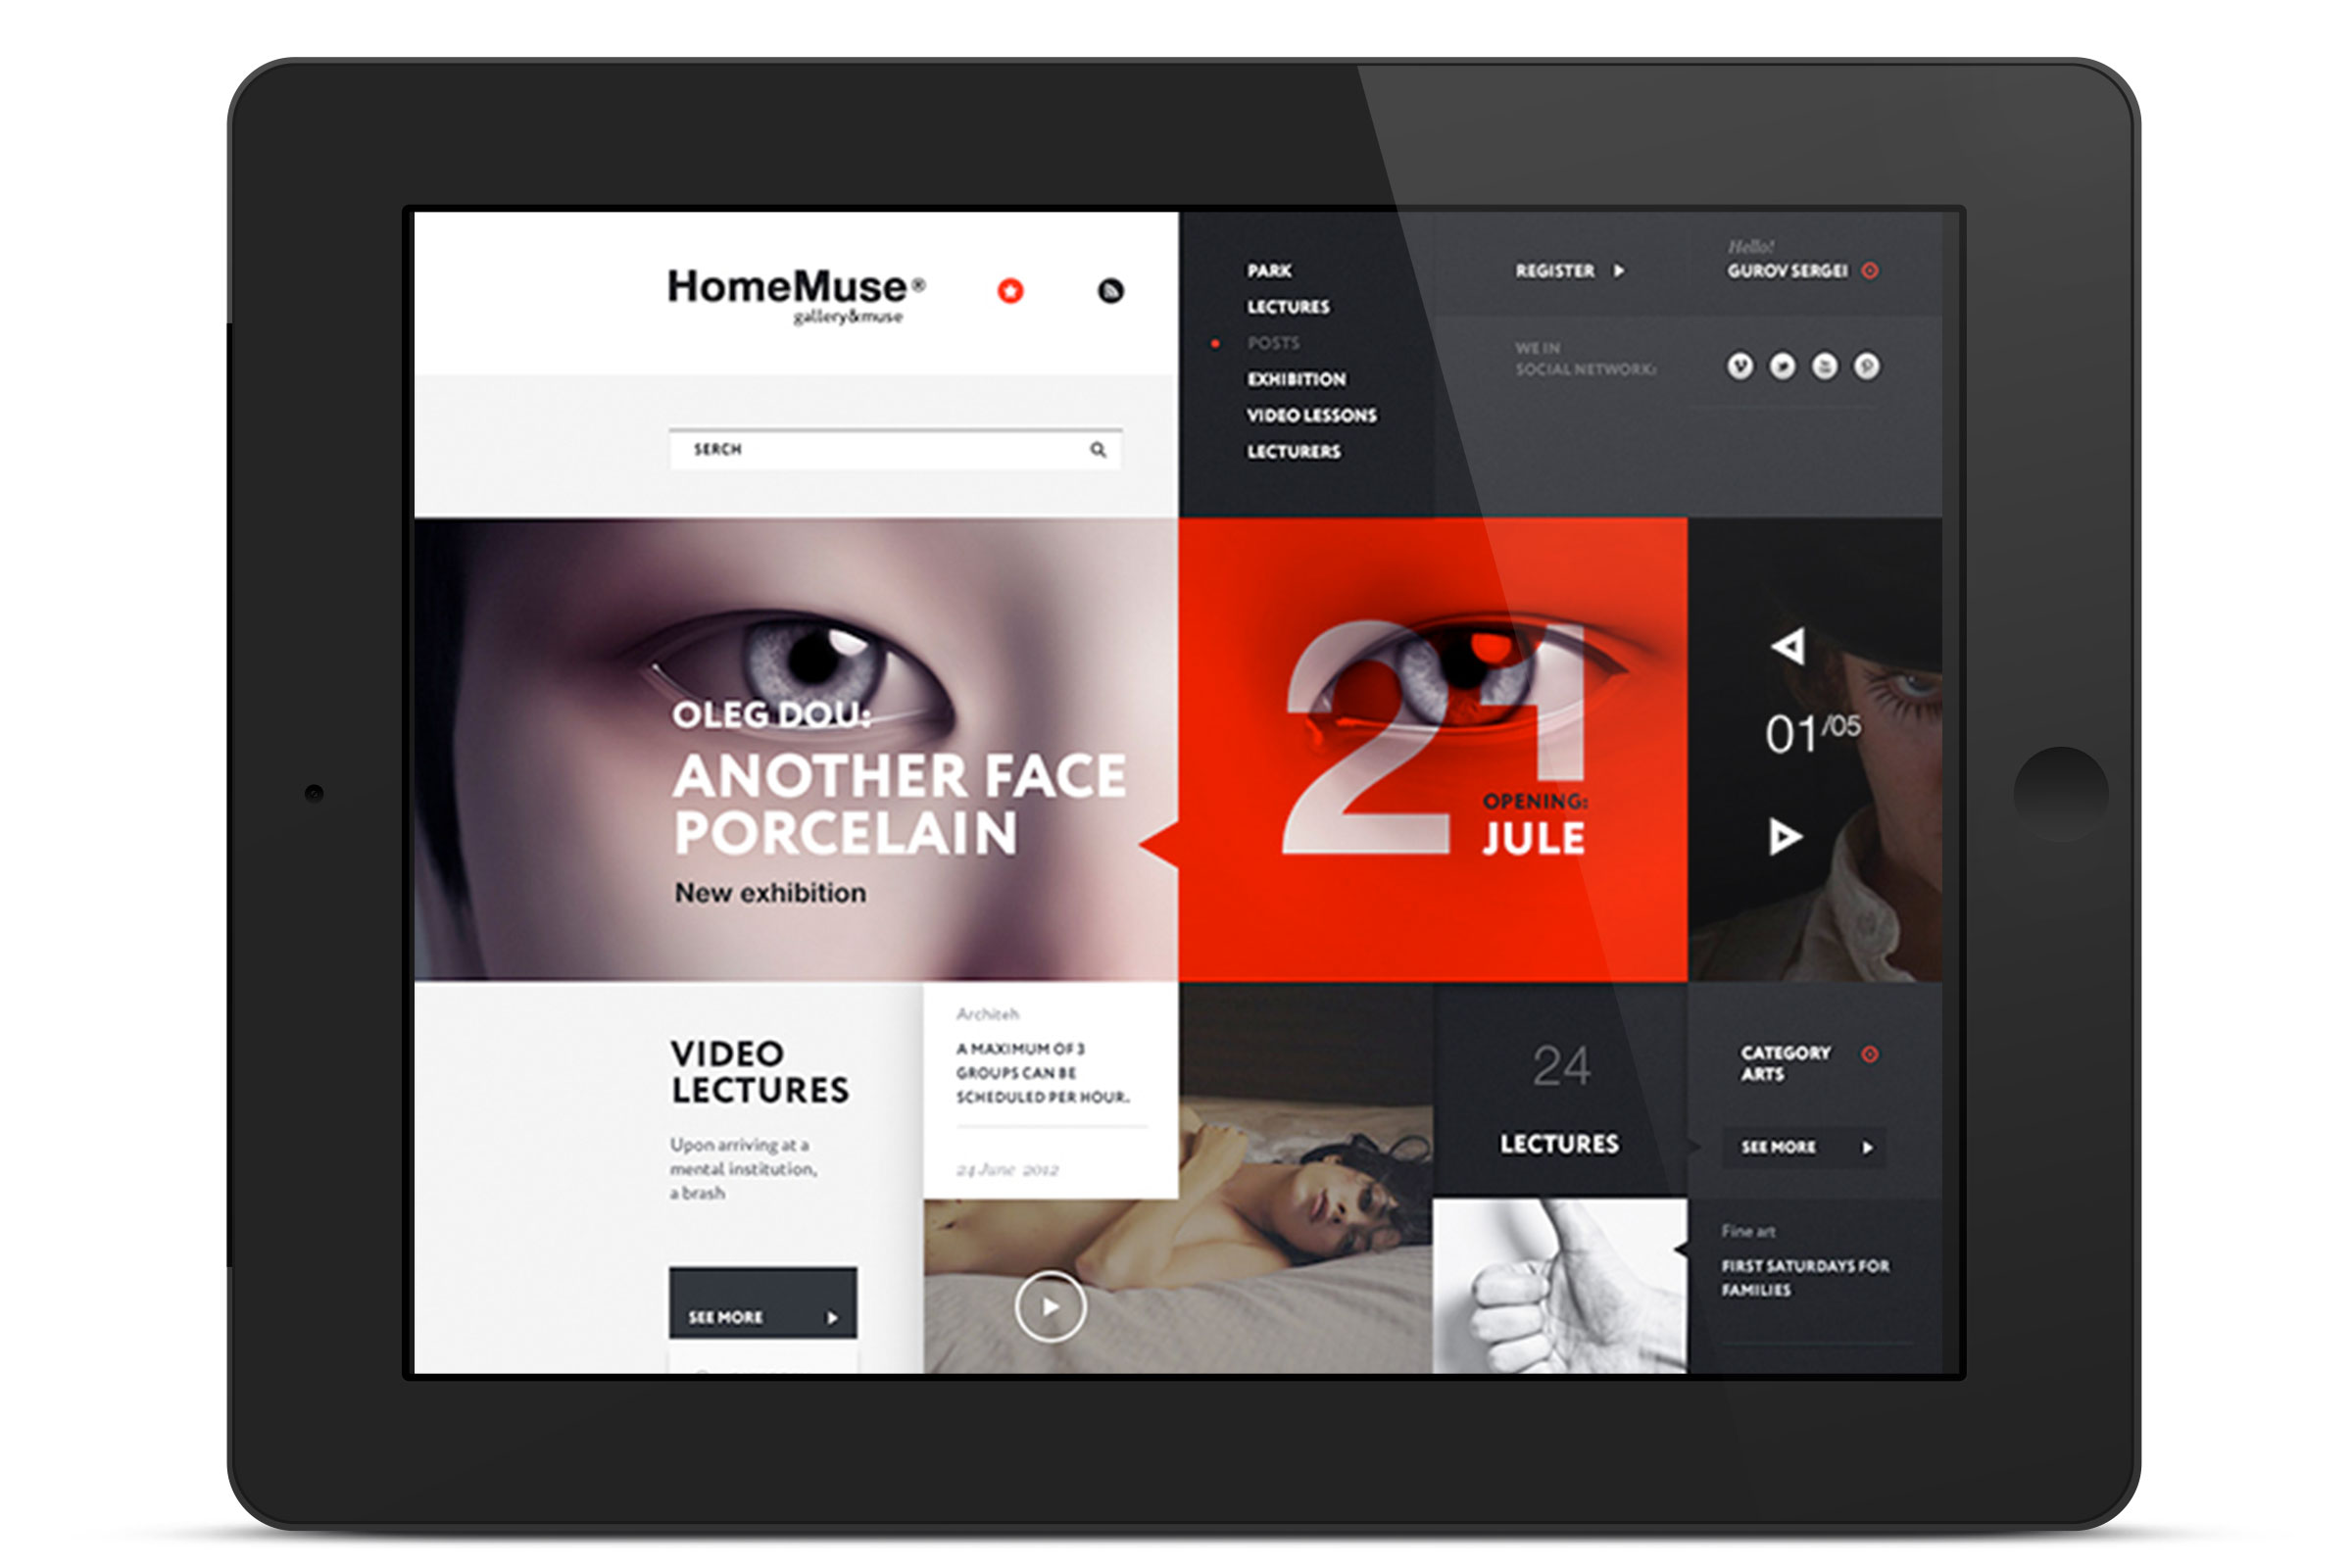 HomeMuse®
gallery&muse
SERCH
PARK
LECTURES
POSTS
EXHIBITION
VIDEO LESSONS
LECTURERS
REGISTER
Hello!
GUROV SERGEI
WE IN
SOCIAL NETWORK:
OLEG DOU:
ANOTHER FACE
PORCELAIN
New exhibition
21
OPENING:
JULE
01/05
VIDEO
LECTURES
Upon arriving at a
mental institution,
a brash
SEE MORE
Architeh
A MAXIMUM OF 3
GROUPS CAN BE
SCHEDULED PER HOUR.
24 June 2012
24
LECTURES
CATEGORY
ARTS
SEE MORE
Fine art
FIRST SATURDAYS FOR
FAMILIES